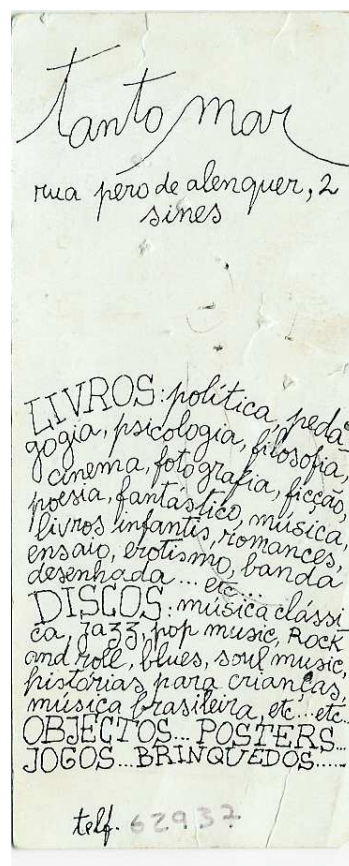 tanto mar
rua pero de alenquer, 2
sines
LIVROS: política, peda-
gogia, psicologia, filosofia,
cinema, fotografia, ficção,
poesia, fantástico, música,
livros infantis, romances,
ensaio, erotismo, banda
desenhada... etc...
DISCOS: música clássi-
ca, jazz, pop music, Rock
and roll, blues, soul music,
histórias para crianças,
música brasileira, etc...etc...
OBJECTOS... POSTERS...
JOGOS...BRINQUEDOS.....
telf. 62937